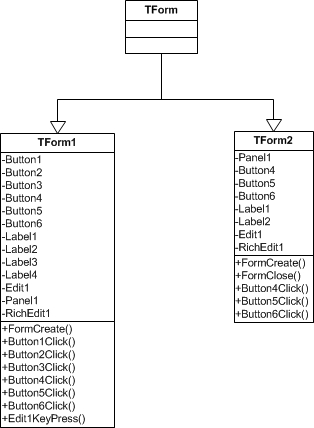 TForm
TForm1
-Button1
-Button2
-Button3
-Button4
-Button5
-Button6
-Label1
-Label2
-Label3
-Label4
-Edit1
-Panel1
-RichEdit1
+FormCreate()
+Button1Click()
+Button2Click()
+Button3Click()
+Button4Click()
+Button5Click()
+Button6Click()
+Edit1KeyPress()
TForm2
-Panel1
-Button4
-Button5
-Button6
-Label1
-Label2
-Edit1
-RichEdit1
+FormCreate()
+FormClose()
+Button4Click()
+Button5Click()
+Button6Click()